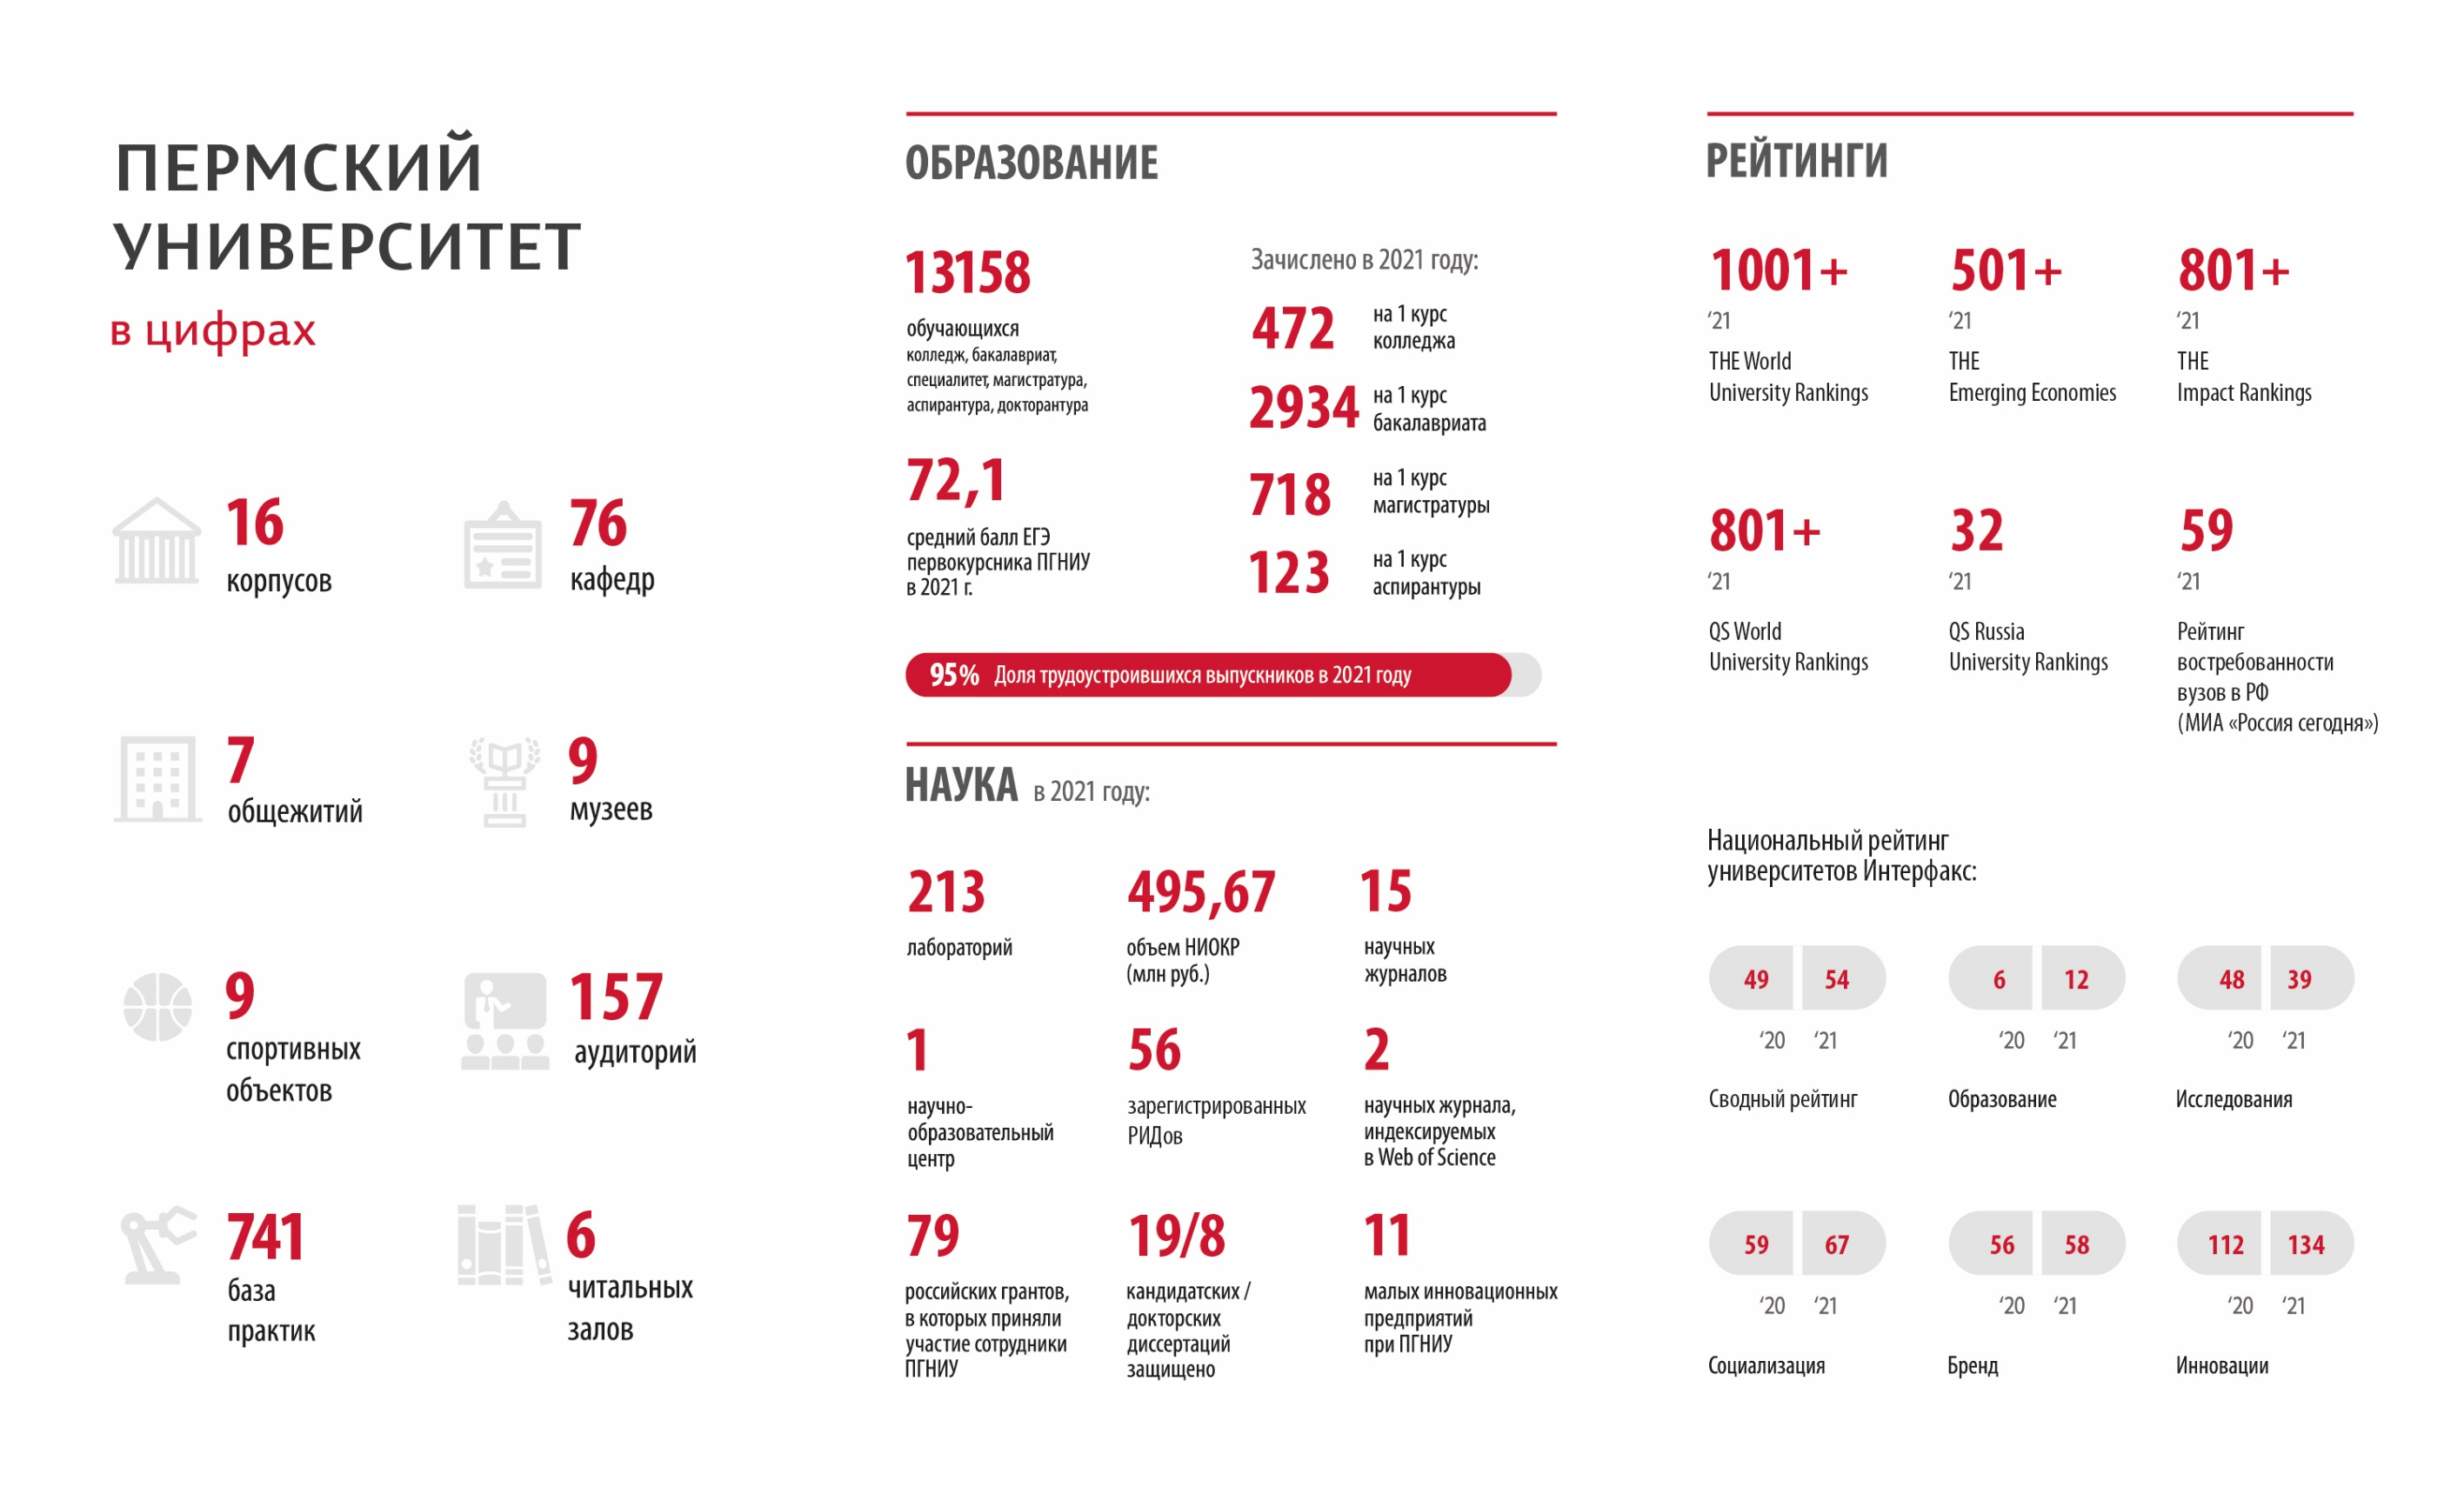 ПЕРМСКИЙ
УНИВЕРСИТЕТ
в цифрах
16
корпусов
76
кафедр
7
общежитий
9
музеев
9
спортивных
объектов
157
аудиторий
741
база
практик
6
читальных
залов
ОБРАЗОВАНИЕ
13158
обучающихся
колледж, бакалавриат,
специалитет, магистратура,
аспирантура, докторантура
72,1
средний балл ЕГЭ
первокурсника ПГНИУ
в 2021 г.
Зачислено в 2021 году:
472
на 1 курс
колледжа
2934
на 1 курс
бакалавриата
718
на 1 курс
магистратуры
123
на 1 курс
аспирантуры
95% Доля трудоустроившихся выпускников в 2021 году
НАУКА в 2021 году:
213
лабораторий
495,67
объем НИОКР
(млн руб.)
15
научных
журналов
1
научно-
образовательный
центр
56
зарегистрированных
РИДов
2
научных журнала,
индексируемых
в Web of Science
79
российских грантов,
в которых приняли
участие сотрудники
ПГНИУ
19/8
кандидатских /
докторских
диссертаций
защищено
11
малых инновационных
предприятий
при ПГНИУ
РЕЙТИНГИ
1001+
‘21
THE World
University Rankings
501+
‘21
THE
Emerging Economies
801+
‘21
THE
Impact Rankings
801+
‘21
QS World
University Rankings
32
‘21
QS Russia
University Rankings
59
‘21
Рейтинг
востребованности
вузов в РФ
(МИА «Россия сегодня»)
Национальный рейтинг
университетов Интерфакс:
49 54
‘20 ‘21
Сводный рейтинг
6 12
‘20 ‘21
Образование
48 39
‘20 ‘21
Исследования
59 67
‘20 ‘21
Социализация
56 58
‘20 ‘21
Бренд
112 134
‘20 ‘21
Инновации